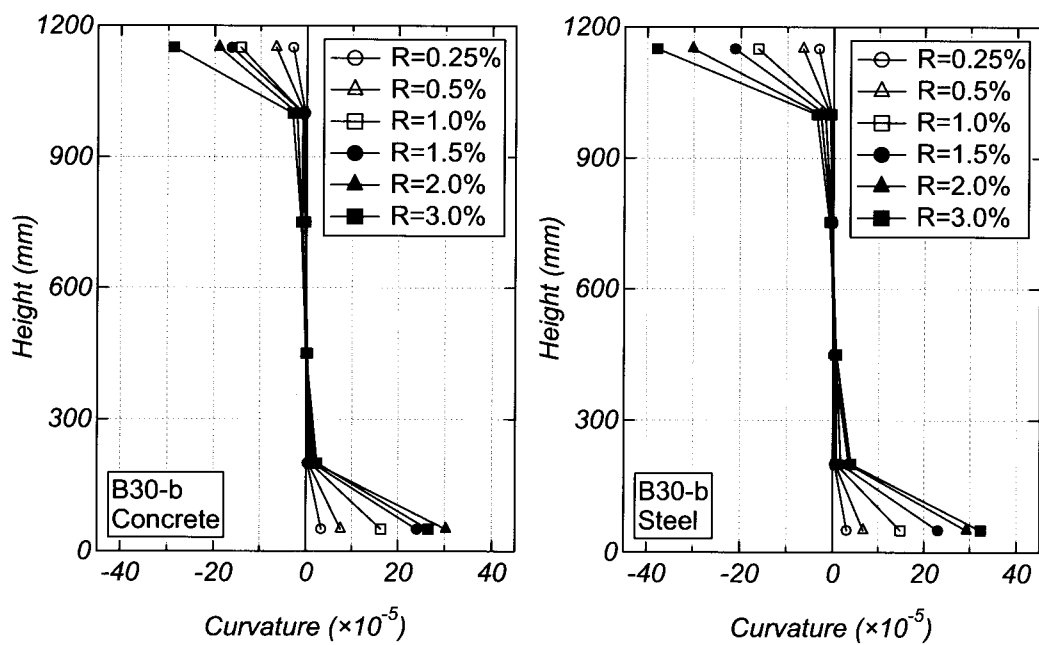 1200
900
600
300
0
Height (mm)
R=0.25%
R=0.5%
R=1.0%
R=1.5%
R=2.0%
R=3.0%
B30-b
Concrete
-40 -20 0 20 40
Curvature (×10⁻⁵)
1200
900
600
300
0
Height (mm)
R=0.25%
R=0.5%
R=1.0%
R=1.5%
R=2.0%
R=3.0%
B30-b
Steel
-40 -20 0 20 40
Curvature (×10⁻⁵)